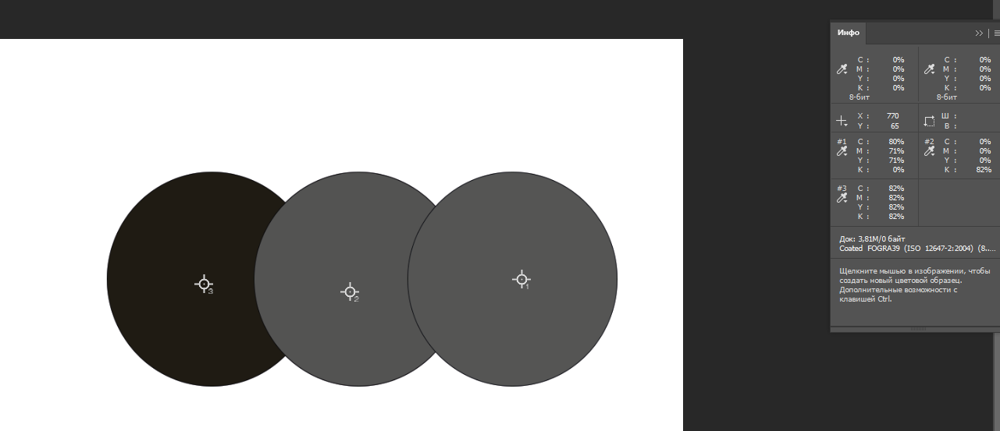 Инфо
C : 0% C : 0%
M : 0% M : 0%
Y : 0% Y : 0%
K : 0% K : 0%
8-бит 8-бит
X : 770 Ш :
Y : 65 В :
#1 C : 80% #2 C : 0%
M : 71% M : 0%
Y : 71% Y : 0%
K : 0% K : 82%
#3 C : 82%
M : 82%
Y : 82%
K : 82%
Док: 3,81M/0 байт
Coated FOGRA39 (ISO 12647-2:2004) (8.,...
Щелкните мышью в изображении, чтобы
создать новый цветовой образец.
Дополнительные возможности с
клавишей Ctrl.
3
2
1